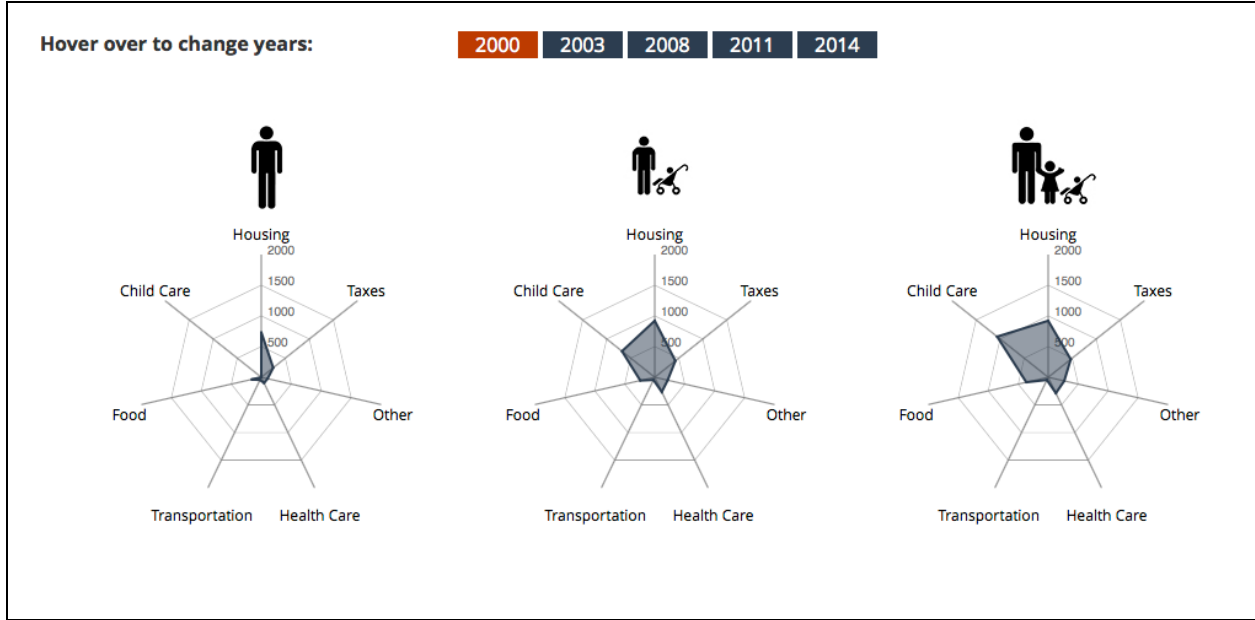 Hover over to change years:
2000 2003 2008 2011 2014
Housing
2000
1500
1000
500
Child Care
Taxes
Food
Other
Transportation
Health Care
Housing
2000
1500
1000
500
Child Care
Taxes
Food
Other
Transportation
Health Care
Housing
2000
1500
1000
500
Child Care
Taxes
Food
Other
Transportation
Health Care